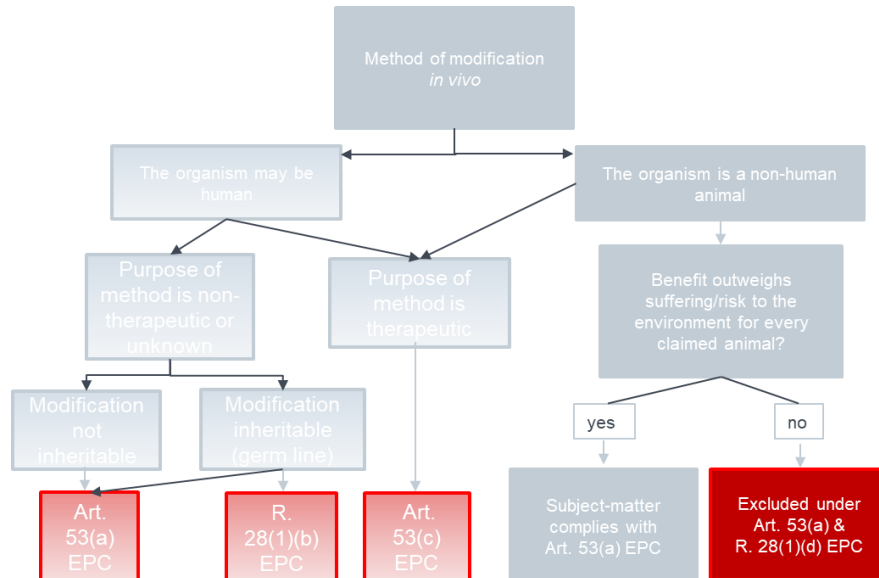 Method of modification
in vivo
The organism may be
human
The organism is a non-human
animal
Purpose of
method is non-
therapeutic or
unknown
Purpose of
method is
therapeutic
Benefit outweighs
suffering/risk to the
environment for every
claimed animal?
Modification
not
inheritable
Modification
inheritable
(germ line)
yes
no
Art.
53(a)
EPC
R.
28(1)(b)
EPC
Art.
53(c)
EPC
Subject-matter
complies with
Art. 53(a) EPC
Excluded under
Art. 53(a) &
R. 28(1)(d) EPC